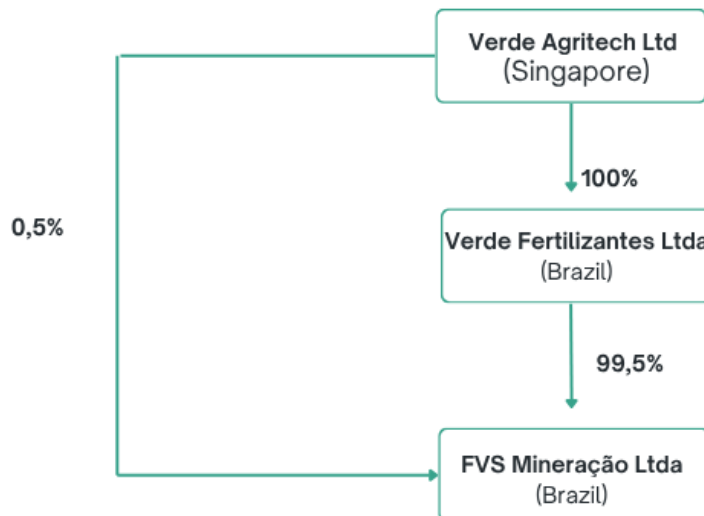 Verde Agritech Ltd
(Singapore)
100%
0,5%
Verde Fertilizantes Ltda
(Brazil)
99,5%
FVS Mineração Ltda
(Brazil)